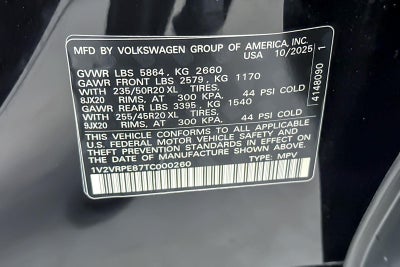 MFD BY VOLKSWAGEN GROUP OF AMERICA, INC.
USA 10/2025
GVWR LBS 5864, KG 2660
GAWR FRONT LBS 2579, KG 1170
WITH 235/50R20 XL TIRES.
8JX20 RIMS, AT 300 KPA. 44 PSI COLD
GAWR REAR LBS 3395, KG 1540
WITH 255/45R20 XL TIRES.
9JX20 RIMS, AT 300 KPA. 44 PSI COLD
THIS VEHICLE CONFORMS TO ALL APPLICABLE
U.S. FEDERAL MOTOR VEHICLE SAFETY AND
THEFT PREVENTION STANDARDS IN EFFECT ON
THE DATE OF MANUFACTURE SHOWN ABOVE.
1V2VRPE87TC000260 TYPE: MPV
4148090 1